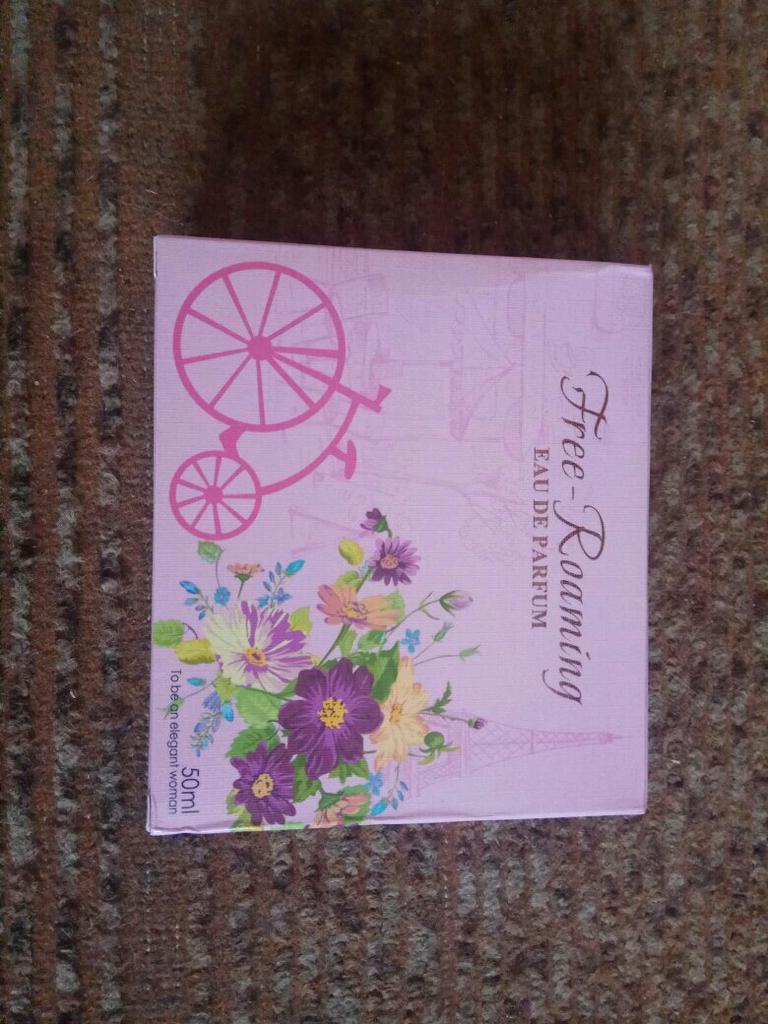 Free-Roaming
EAU DE PARFUM
50ml
To be an elegant woman